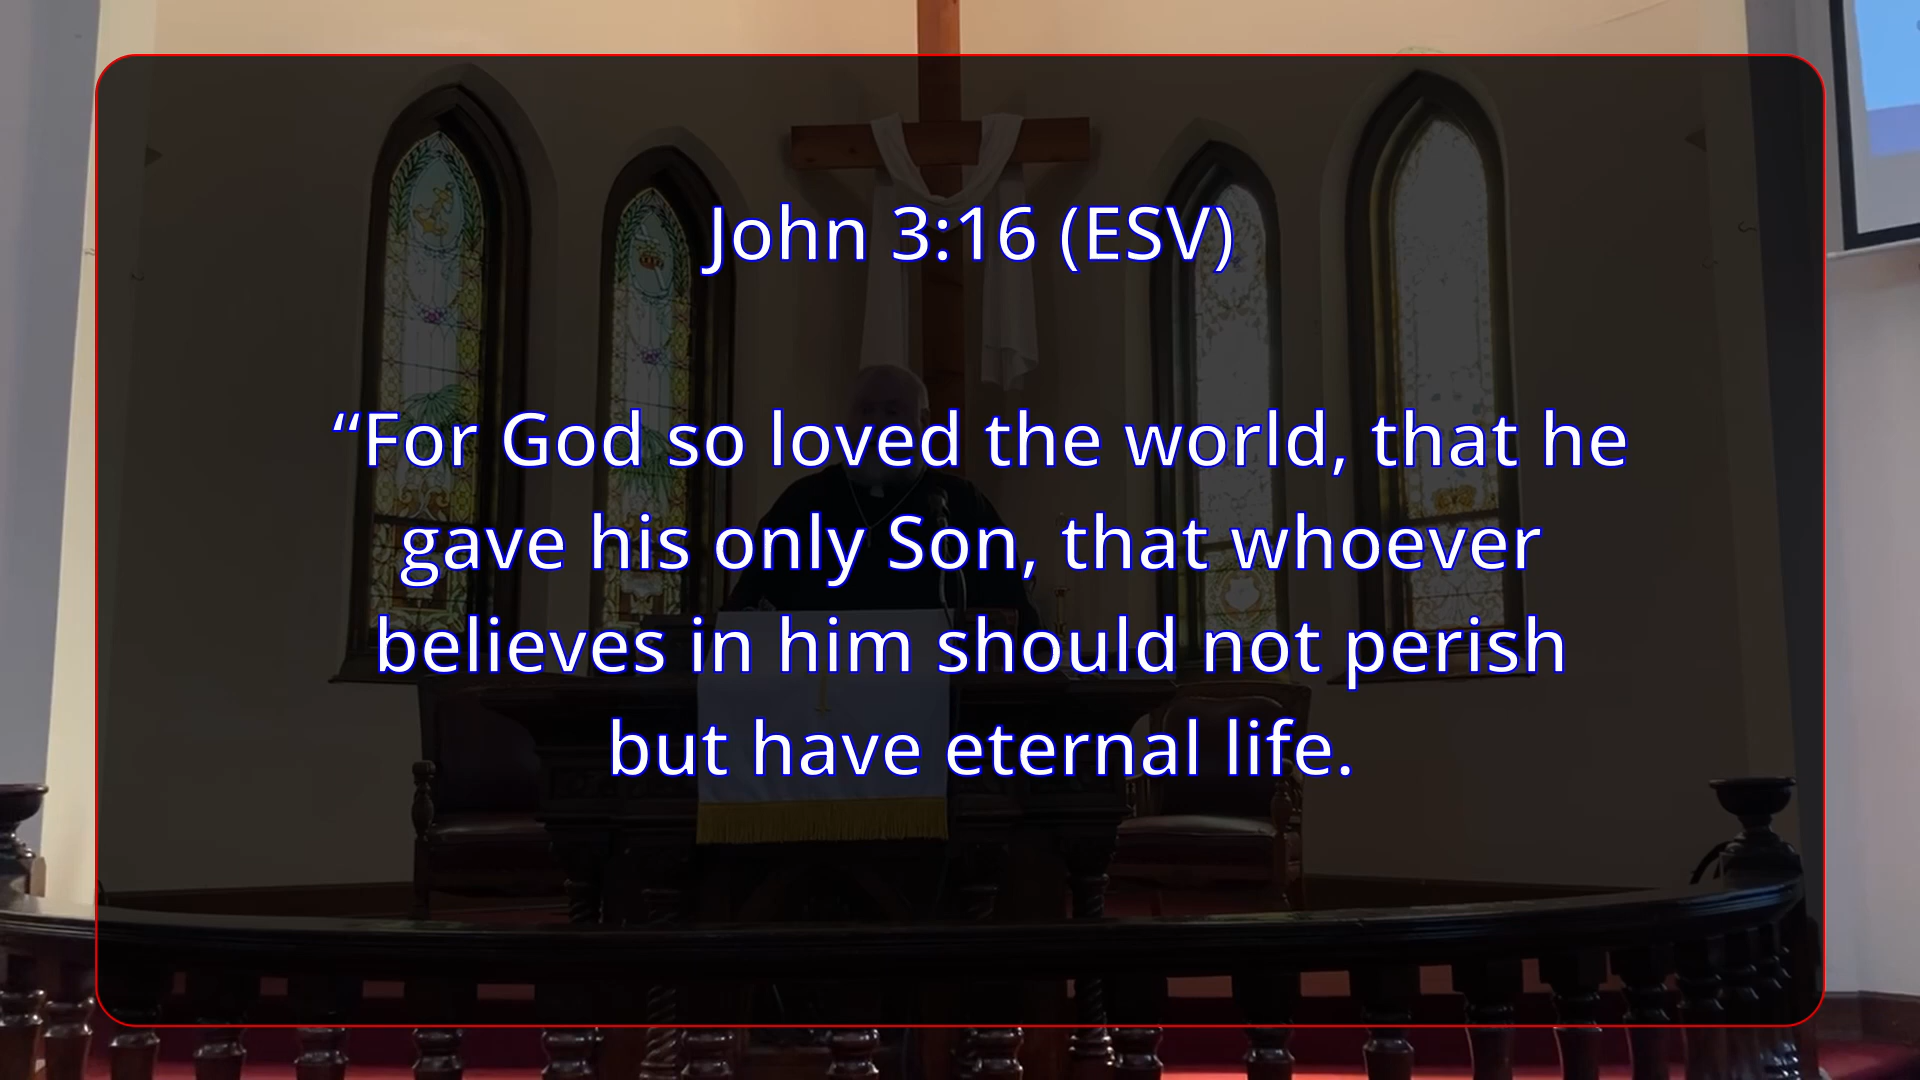 John 3:16 (ESV)
“For God so loved the world, that he
gave his only Son, that whoever
believes in him should not perish
but have eternal life.